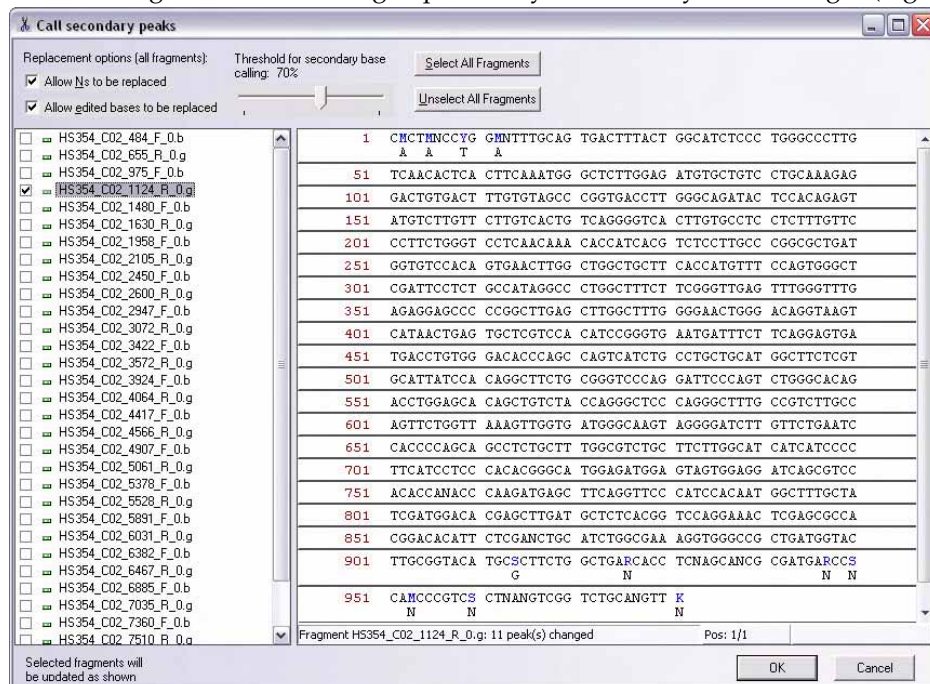 Call secondary peaks
Replacement options (all fragments):
Allow Ns to be replaced
Allow edited bases to be replaced
Threshold for secondary base
calling: 70%
Select All Fragments
Unselect All Fragments
HS354_C02_484_F_0.b
HS354_C02_655_R_0.g
HS354_C02_975_F_0.b
HS354_C02_1124_R_0.g
HS354_C02_1480_F_0.b
HS354_C02_1630_R_0.g
HS354_C02_1958_F_0.b
HS354_C02_2105_R_0.g
HS354_C02_2450_F_0.b
HS354_C02_2600_R_0.g
HS354_C02_2947_F_0.b
HS354_C02_3072_R_0.g
HS354_C02_3422_F_0.b
HS354_C02_3572_R_0.g
HS354_C02_3924_F_0.b
HS354_C02_4064_R_0.g
HS354_C02_4417_F_0.b
HS354_C02_4566_R_0.g
HS354_C02_4907_F_0.b
HS354_C02_5061_R_0.g
HS354_C02_5378_F_0.b
HS354_C02_5528_R_0.g
HS354_C02_5891_F_0.b
HS354_C02_6031_R_0.g
HS354_C02_6382_F_0.b
HS354_C02_6467_R_0.g
HS354_C02_6885_F_0.b
HS354_C02_7035_R_0.g
HS354_C02_7360_F_0.b
HS354_C02_7510_R_0.g
1 CMCTMNCCYG GMNTTTGCAG TGACTTTACT GGCATCTCCC TGGGCCCTTG
A A T A
51 TCAACACTCA CTTCAAATGG GCTCTTGGAG ATGTGCTGTC CTGCAAAGAG
101 GACTGTGACT TTGTGTAGCC CGGTGACCTT GGGCAGATAC TCCACAGAGT
151 ATGTCTTGTT CTTGTCACTG TCAGGGGTCA CTTGTGCCTC CTCTTTGTTC
201 CCTTCTGGGT CCTCAACAAA CACCATCACG TCTCCTTGCC CGGCGCTGAT
251 GGTGTCCACA GTGAACTTGG CTGGCTGCTT CACCATGTTT CCAGTGGGCT
301 CGATTCCTCT GCCATAGGCC CTGGCTTTCT TCGGGTTGAG TTTGGGTTTG
351 AGAGGAGCCC CCGGCTTGAG CTTGGCTTTG GGGAACTGGG ACAGGTAAGT
401 CATAACTGAG TGCTCGTCCA CATCCGGGTG AATGATTTCT TCAGGAGTGA
451 TGACCTGTGG GACACCCAGC CAGTCATCTG CCTGCTGCAT GGCTTCTCGT
501 GCATTATCCA CAGGCTTCTG CGGGTCCCAG GATTCCCAGT CTGGGCACAG
551 ACCTGGAGCA CAGCTGTCTA CCAGGGCTCC CAGGGCTTTG CCGTCTTGCC
601 AGTTCTGGTT AAAGTTGGTG ATGGGCAAGT AGGGGATCTT GTTCTGAATC
651 CACCCCAGCA GCCTCTGCTT TGGCGTCTGC TTCTTGGCAT CATCATCCCC
701 TTCATCCTCC CACACGGGCA TGGAGATGGA GTAGTGGAGG ATCAGCGTCC
751 ACACCANACC CAAGATGAGC TTCAGGTTCC CATCCACAAT GGCTTTGCTA
801 TCGATGGACA CGAGCTTGAT GCTCTCACGG TCCAGGAAAC TCGAGCGCCA
851 CGGACACATT CTCGANCTGC ATCTGGCGAA AGGTGGGCCG CTGATGGTAC
901 TTGCGGTACA TGCSCTTCTG GCTGARCACC TCNAGCANCG CGATGARCCS
G N N N
951 CAMCCCGTCS CTNANGTCGG TCTGCANGTT K
N N N
Fragment HS354_C02_1124_R_0.g: 11 peak(s) changed
Pos: 1/1
Selected fragments will
be updated as shown
OK
Cancel